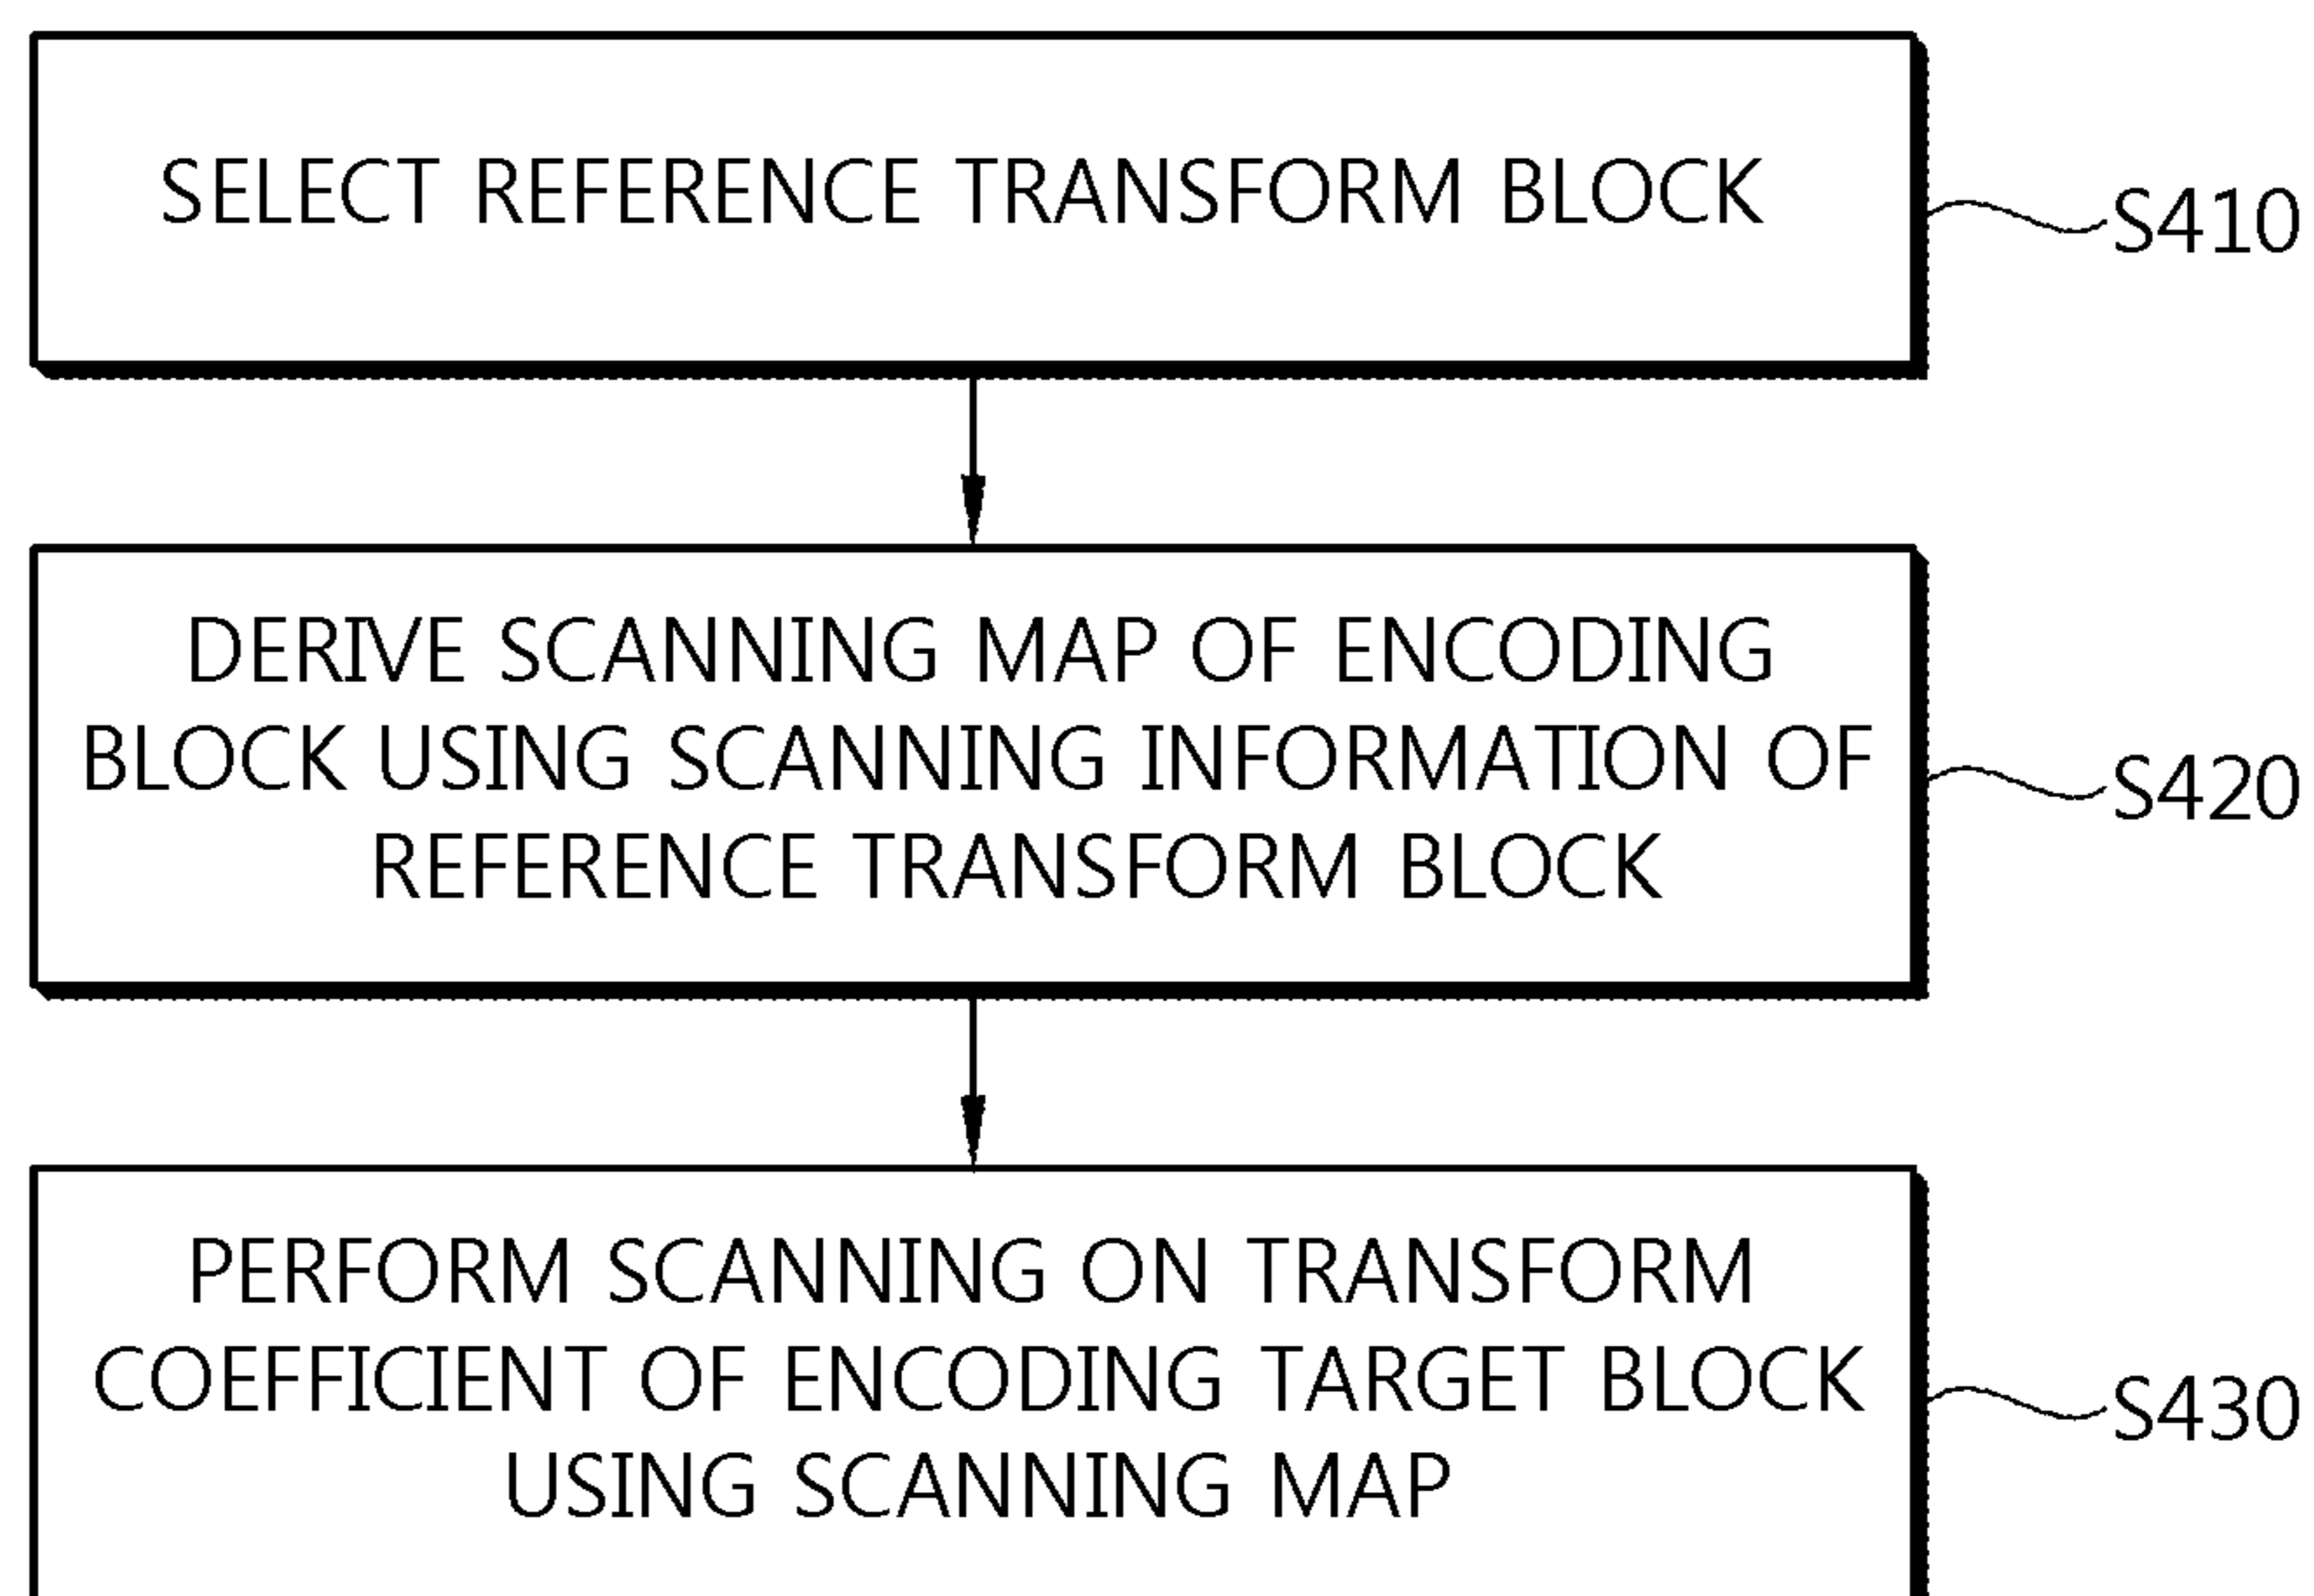 SELECT REFERENCE TRANSFORM BLOCK
S410
DERIVE SCANNING MAP OF ENCODING
BLOCK USING SCANNING INFORMATION OF
REFERENCE TRANSFORM BLOCK
S420
PERFORM SCANNING ON TRANSFORM
COEFFICIENT OF ENCODING TARGET BLOCK
USING SCANNING MAP
S430